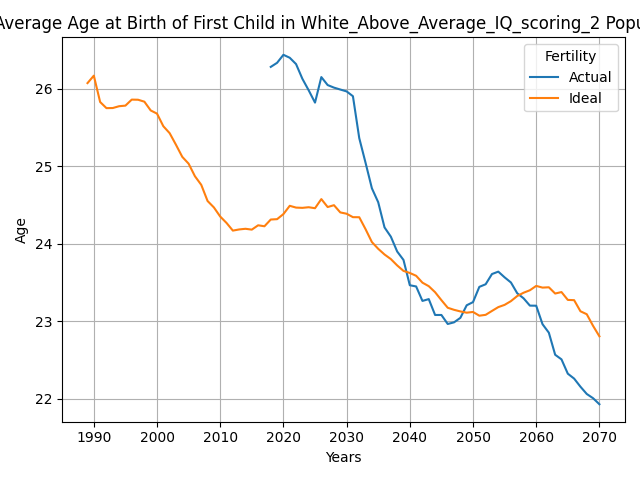 Average Age at Birth of First Child in White_Above_Average_IQ_scoring_2
Fertility
Actual
Ideal
26
25
24
23
22
Age
1990 2000 2010 2020 2030 2040 2050 2060 2070
Years